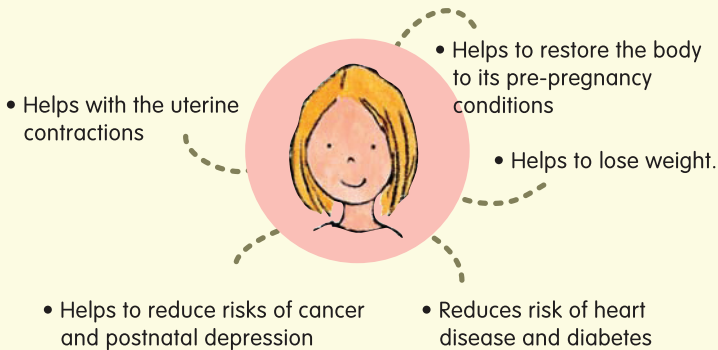 • Helps to restore the body
to its pre-pregnancy
conditions
• Helps with the uterine
contractions
• Helps to lose weight.
• Helps to reduce risks of cancer
and postnatal depression
• Reduces risk of heart
disease and diabetes